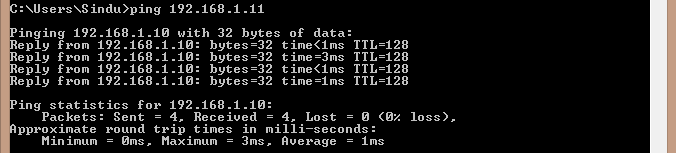 C:\Users\Sindu>ping 192.168.1.11
Pinging 192.168.1.10 with 32 bytes of data:
Reply from 192.168.1.10: bytes=32 time<1ms TTL=128
Reply from 192.168.1.10: bytes=32 time=3ms TTL=128
Reply from 192.168.1.10: bytes=32 time<1ms TTL=128
Reply from 192.168.1.10: bytes=32 time=1ms TTL=128
Ping statistics for 192.168.1.10:
Packets: Sent = 4, Received = 4, Lost = 0 (0% loss),
Approximate round trip times in milli-seconds:
Minimum = 0ms, Maximum = 3ms, Average = 1ms